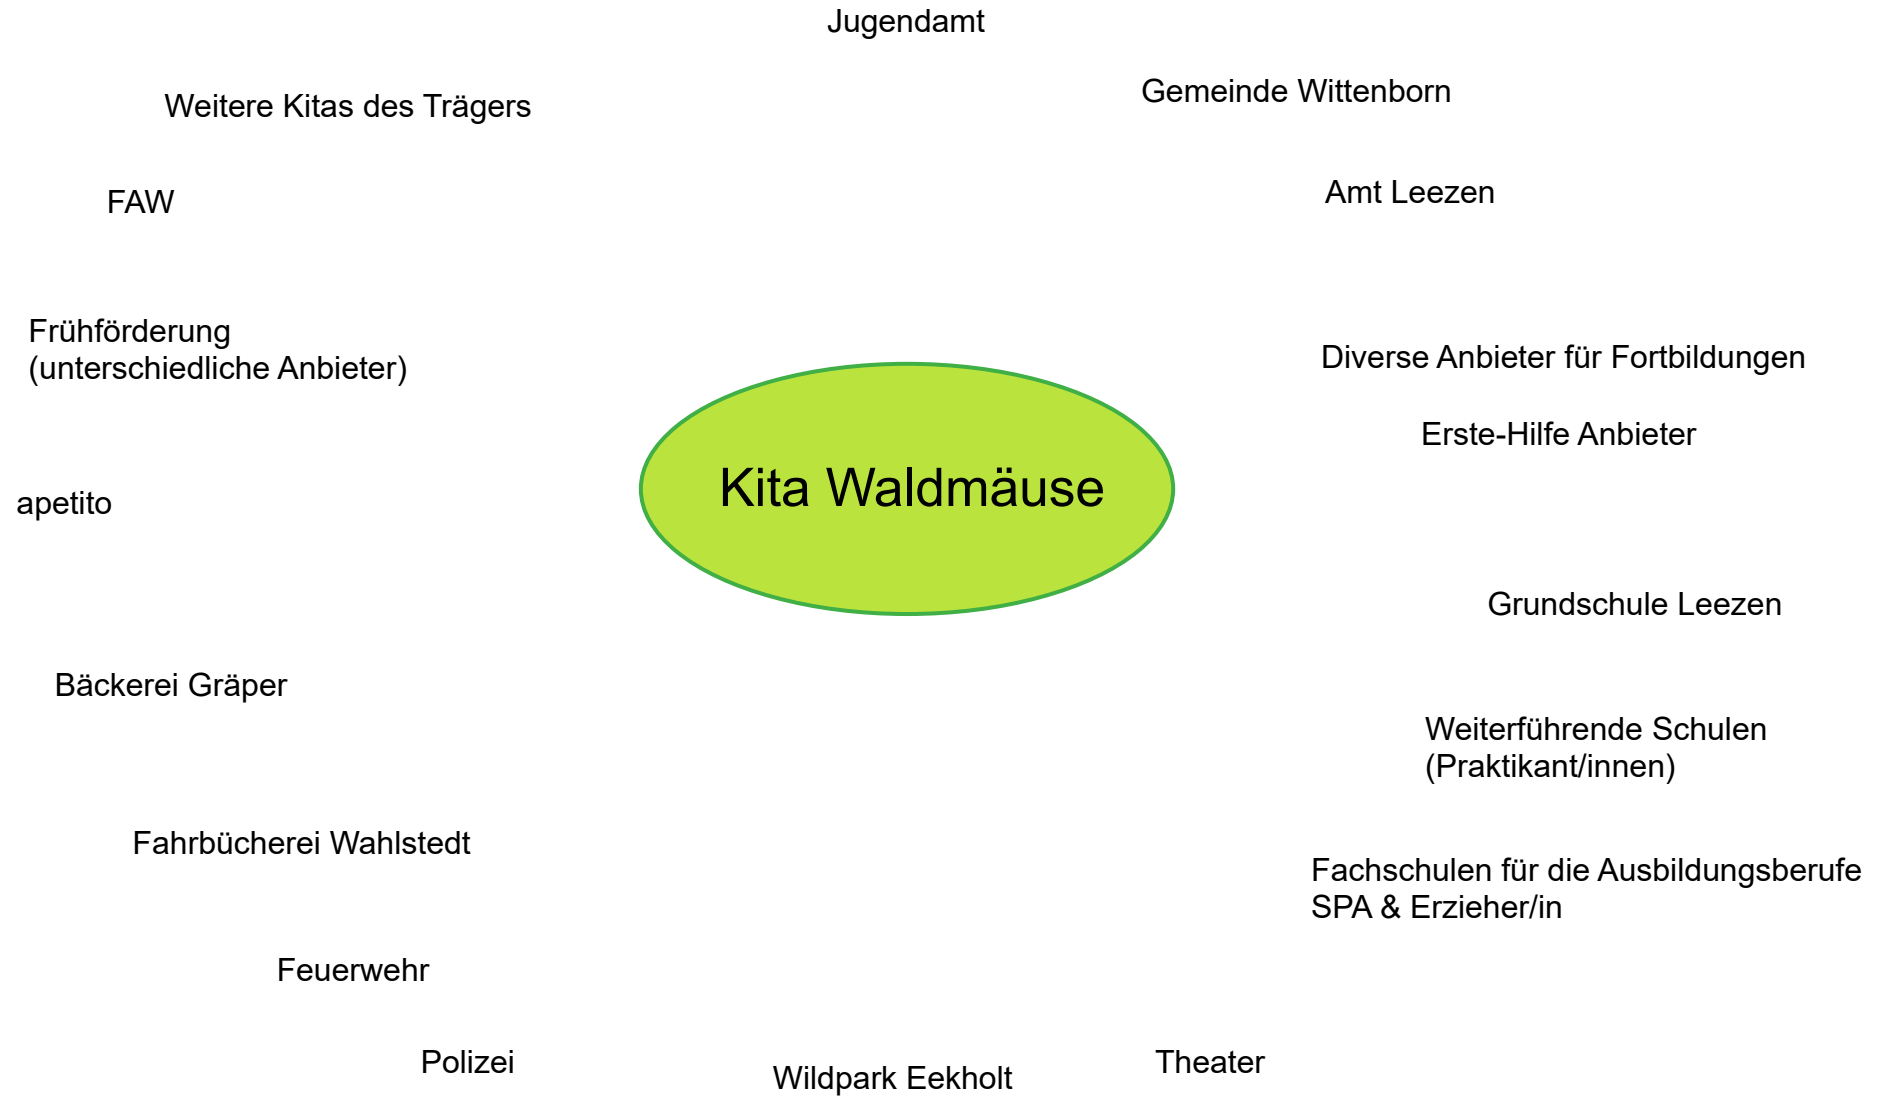 Jugendamt
Gemeinde Wittenborn
Weitere Kitas des Trägers
Amt Leezen
FAW
Frühförderung
(unterschiedliche Anbieter)
Diverse Anbieter für Fortbildungen
Erste-Hilfe Anbieter
Kita Waldmäuse
apetito
Grundschule Leezen
Bäckerei Gräper
Weiterführende Schulen
(Praktikant/innen)
Fahrbücherei Wahlstedt
Fachschulen für die Ausbildungsberufe
SPA & Erzieher/in
Feuerwehr
Polizei
Wildpark Eekholt
Theater